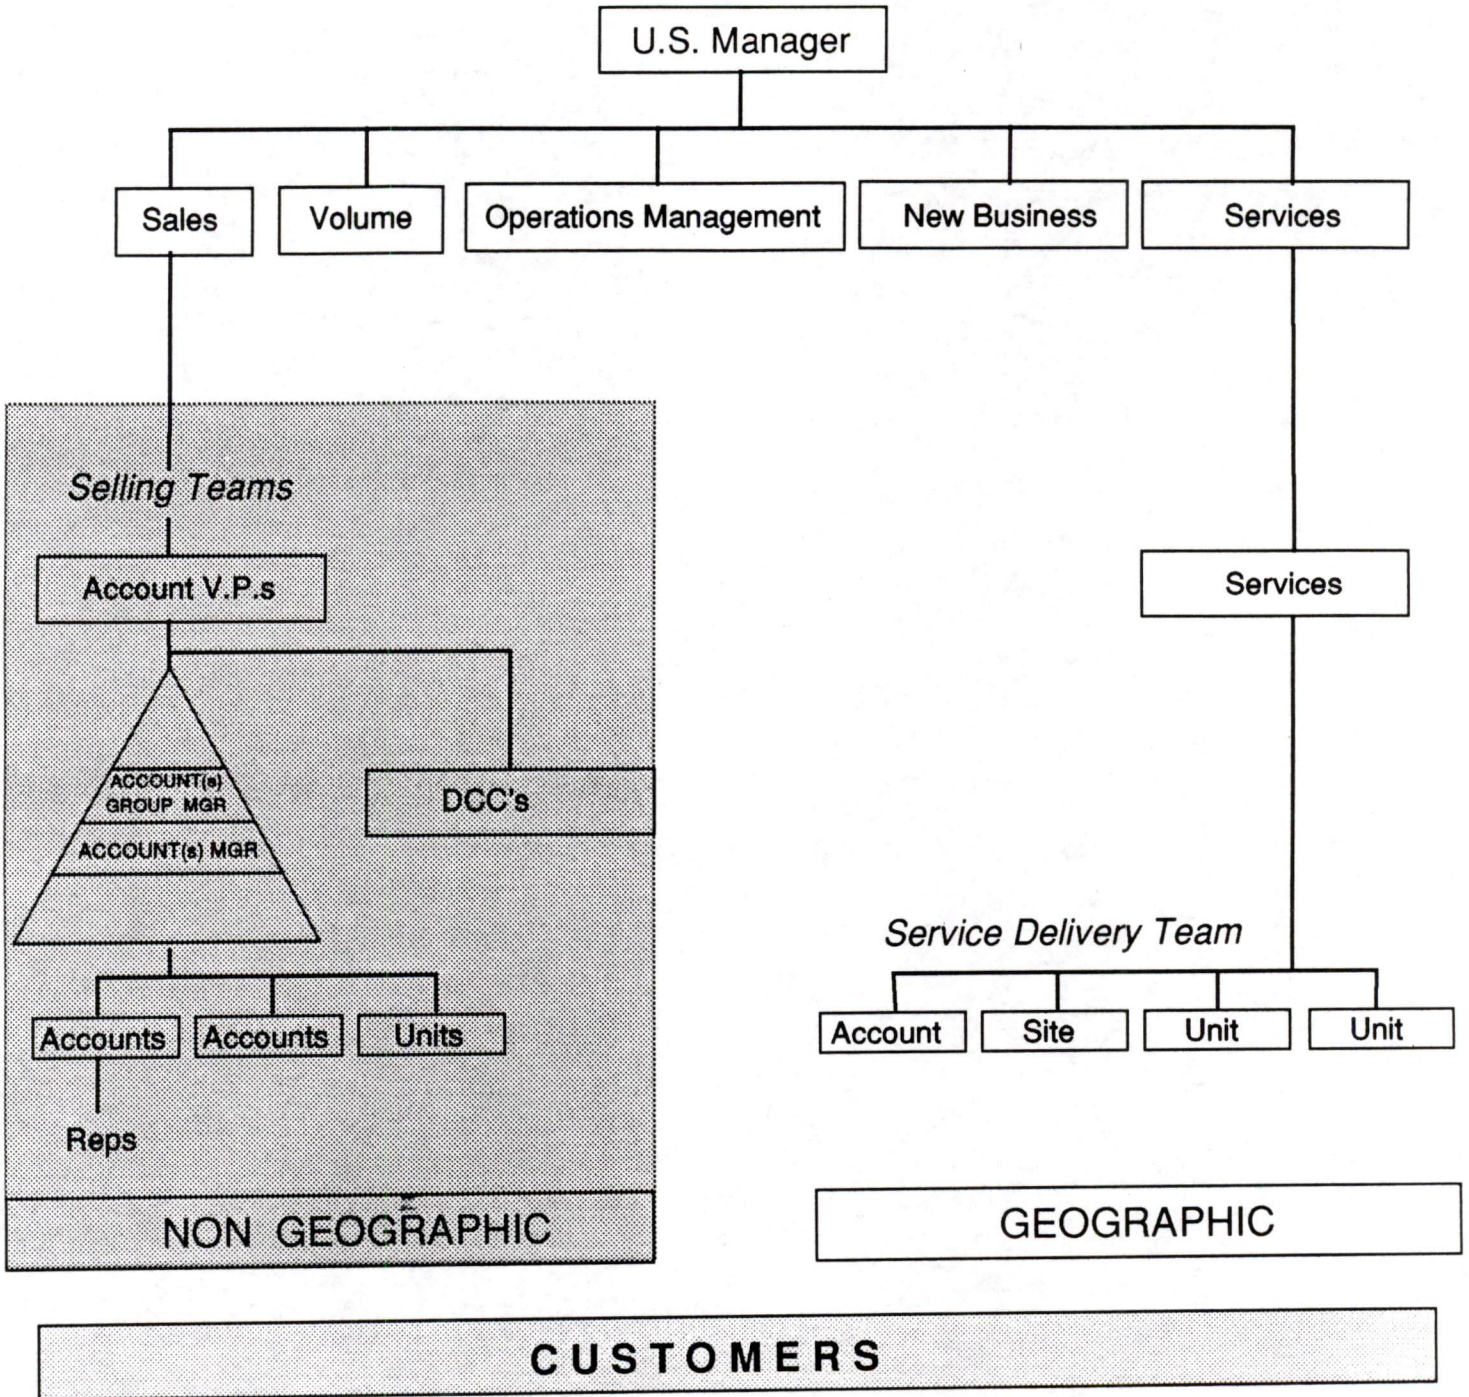 U.S. Manager
Sales
Volume
Operations Management
New Business
Services
Selling Teams
Account V.P.s
Services
ACCOUNT(s)
GROUP MGR
DCC's
ACCOUNT(s) MGR
Service Delivery Team
Accounts
Accounts
Units
Account
Site
Unit
Unit
Reps
NON GEOGRAPHIC
GEOGRAPHIC
CUSTOMERS